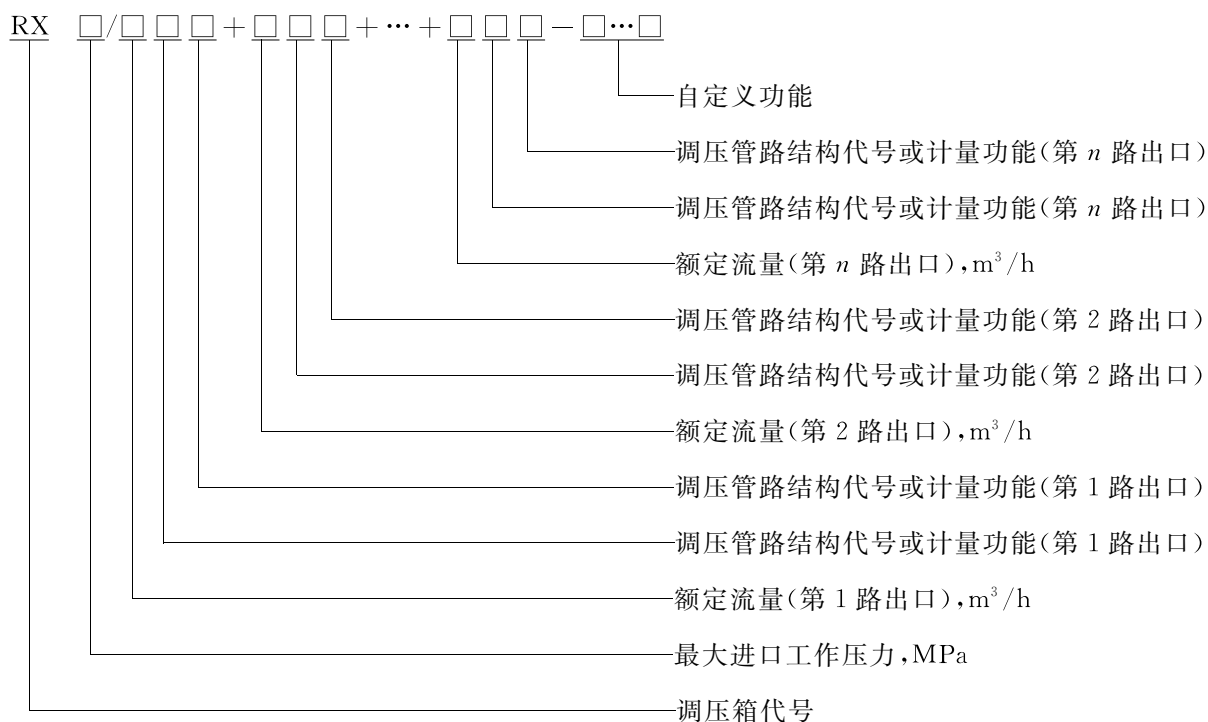 RX □/□□□+□□□+…+□□□-□…□
自定义功能
调压管路结构代号或计量功能(第 n 路出口)
调压管路结构代号或计量功能(第 n 路出口)
额定流量(第 n 路出口),m³/h
调压管路结构代号或计量功能(第 2 路出口)
调压管路结构代号或计量功能(第 2 路出口)
额定流量(第 2 路出口),m³/h
调压管路结构代号或计量功能(第 1 路出口)
调压管路结构代号或计量功能(第 1 路出口)
额定流量(第 1 路出口),m³/h
最大进口工作压力,MPa
调压箱代号